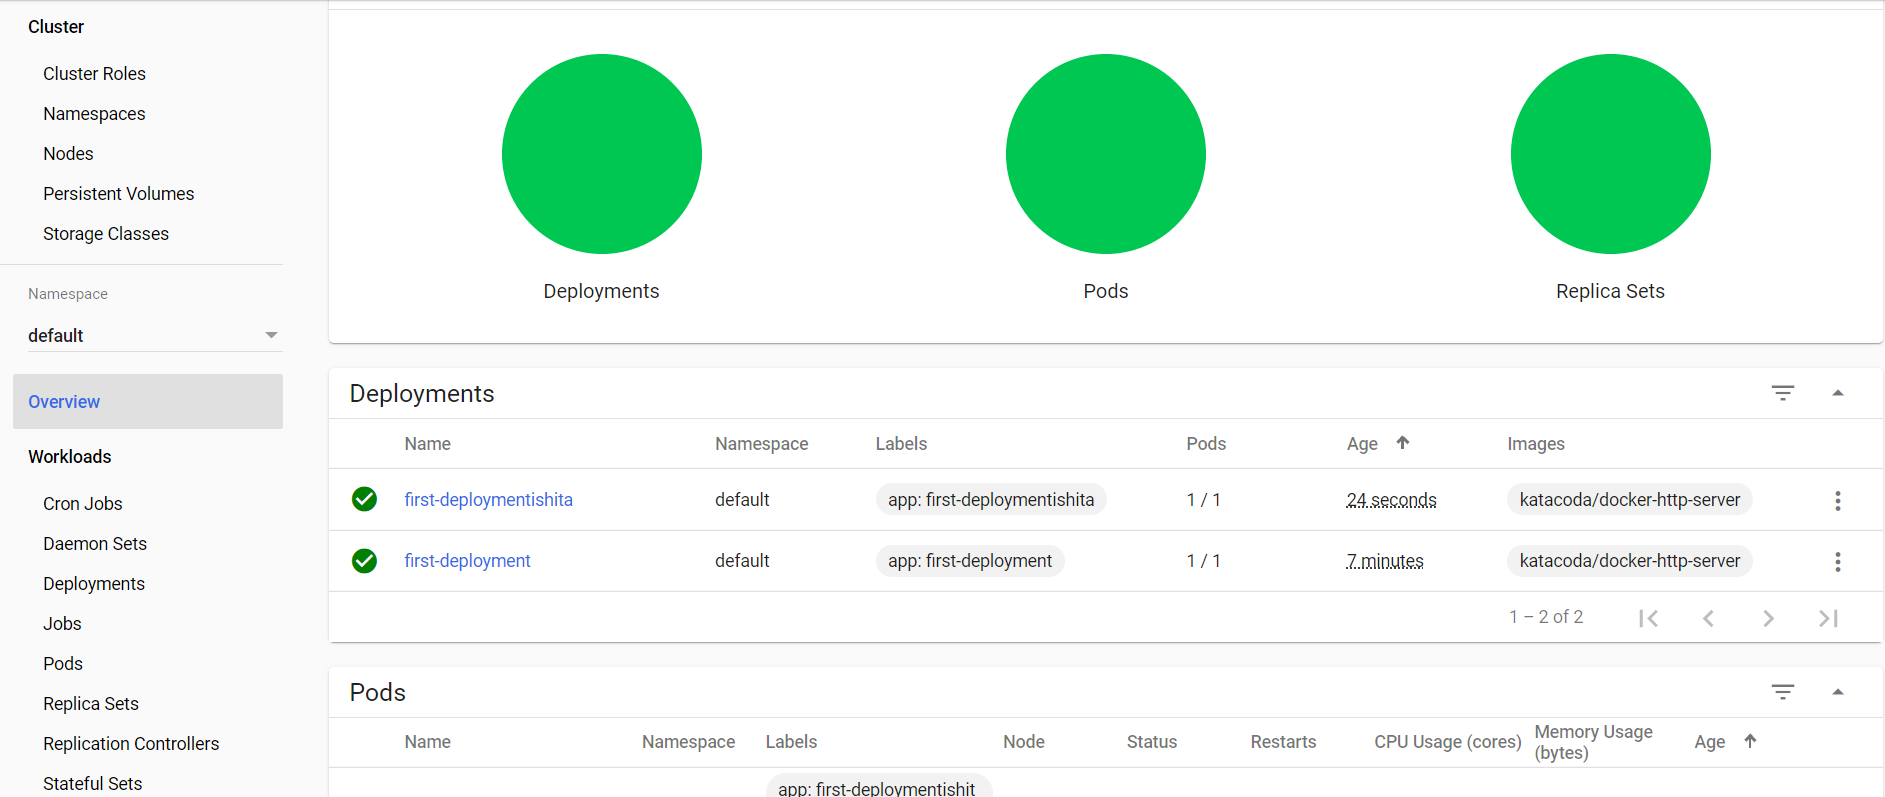 Cluster
Cluster Roles
Namespaces
Nodes
Persistent Volumes
Storage Classes
Namespace
default
Overview
Workloads
Cron Jobs
Daemon Sets
Deployments
Jobs
Pods
Replica Sets
Replication Controllers
Stateful Sets
Deployments Pods Replica Sets
Deployments
Name Namespace Labels Pods Age Images
first-deploymentishita default app: first-deploymentishita 1 / 1 24 seconds katacoda/docker-http-server
first-deployment default app: first-deployment 1 / 1 7 minutes katacoda/docker-http-server
1 – 2 of 2
Pods
Name Namespace Labels Node Status Restarts CPU Usage (cores) Memory Usage (bytes) Age
app: first-deploymentishit